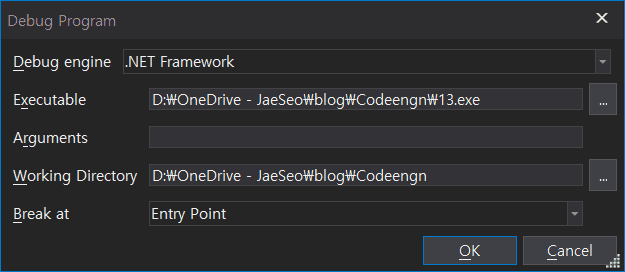 Debug Program
Debug engine .NET Framework
Executable D:₩OneDrive - JaeSeo₩blog₩Codeengn₩13.exe ...
Arguments
Working Directory D:₩OneDrive - JaeSeo₩blog₩Codeengn ...
Break at Entry Point
OK Cancel